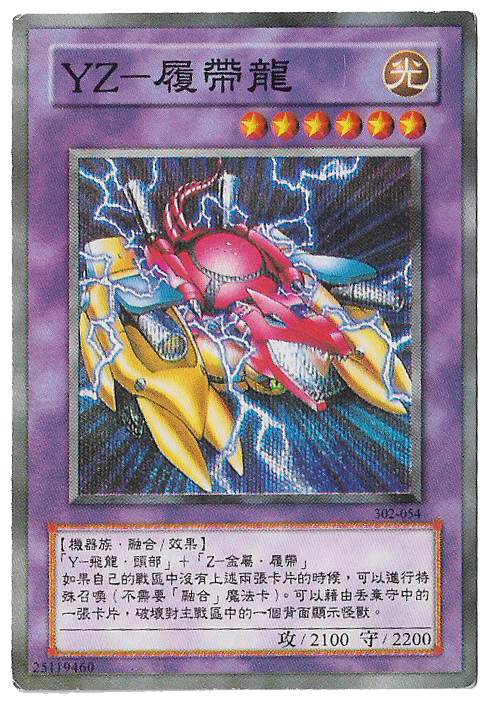 YZ－履帶龍
光
302-054
【機器族·融合/效果】
「Y-飛龍·頭部」＋「Z-金屬·履帶」
如果自己的戰區中沒有上述兩張卡片的時候，可以進行特
殊召喚（不需要「融合」魔法卡）。可以藉由丟棄守中的
一張卡片，破壞對主戰區中的一個背面顯示怪獸。
攻/2100 守/2200
25119460